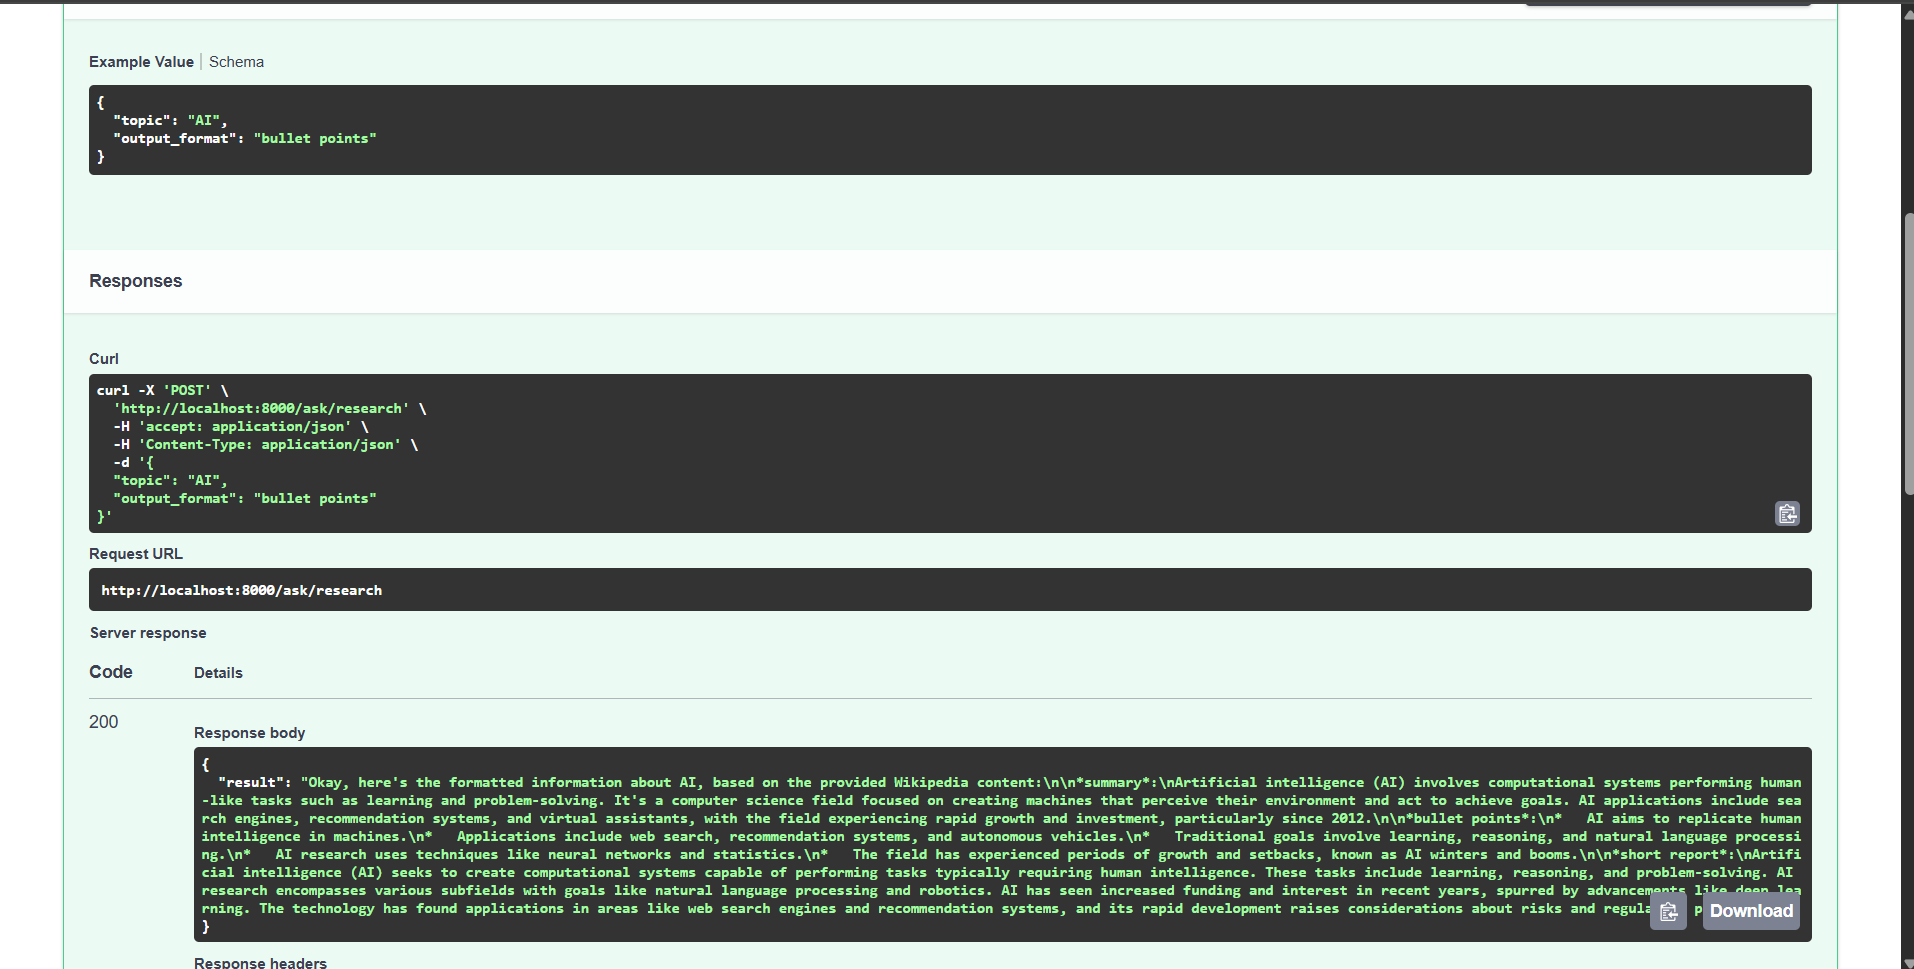 Example Value | Schema
{
  "topic": "AI",
  "output_format": "bullet points"
}
Responses
Curl
curl -X 'POST' \
  'http://localhost:8000/ask/research' \
  -H 'accept: application/json' \
  -H 'Content-Type: application/json' \
  -d '{
  "topic": "AI",
  "output_format": "bullet points"
}'
Request URL
http://localhost:8000/ask/research
Server response
Code Details
200
Response body
{
  "result": "Okay, here's the formatted information about AI, based on the provided Wikipedia content:\n\n*summary*:\nArtificial intelligence (AI) involves computational systems performing human
-like tasks such as learning and problem-solving. It's a computer science field focused on creating machines that perceive their environment and act to achieve goals. AI applications include sea
rch engines, recommendation systems, and virtual assistants, with the field experiencing rapid growth and investment, particularly since 2012.\n\n*bullet points*:\n*   AI aims to replicate human
intelligence in machines.\n*   Applications include web search, recommendation systems, and autonomous vehicles.\n*   Traditional goals involve learning, reasoning, and natural language processi
ng.\n*   AI research uses techniques like neural networks and statistics.\n*   The field has experienced periods of growth and setbacks, known as AI winters and booms.\n\n*short report*:\nArtifi
cial intelligence (AI) seeks to create computational systems capable of performing tasks typically requiring human intelligence. These tasks include learning, reasoning, and problem-solving. AI
research encompasses various subfields with goals like natural language processing and robotics. AI has seen increased funding and interest in recent years, spurred by advancements like deep lea
rning. The technology has found applications in areas like web search engines and recommendation systems, and its rapid development raises considerations about risks and regula
}
Download
Response headers